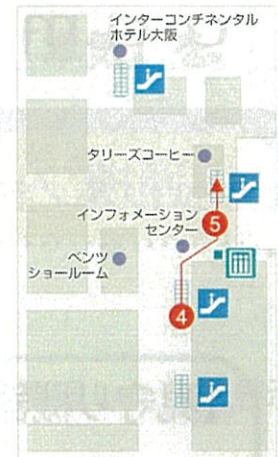 インターコンチネンタル
ホテル大阪
タリーズコーヒー
インフォメーション
センター
5
ベンツ
ショールーム
4